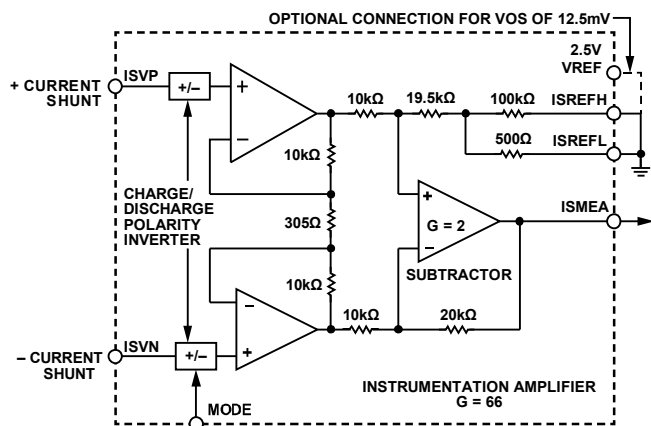 OPTIONAL CONNECTION FOR VOS OF 12.5mV
2.5V
VREF
+ CURRENT
SHUNT
ISVP
+/–
+
–
10kΩ
19.5kΩ
100kΩ
ISREFH
10kΩ
500Ω
ISREFL
CHARGE/
DISCHARGE
POLARITY
INVERTER
305Ω
+
G = 2
–
ISMEA
SUBTRACTOR
10kΩ
–
+
10kΩ
20kΩ
– CURRENT
SHUNT
ISVN
+/–
INSTRUMENTATION AMPLIFIER
G = 66
MODE